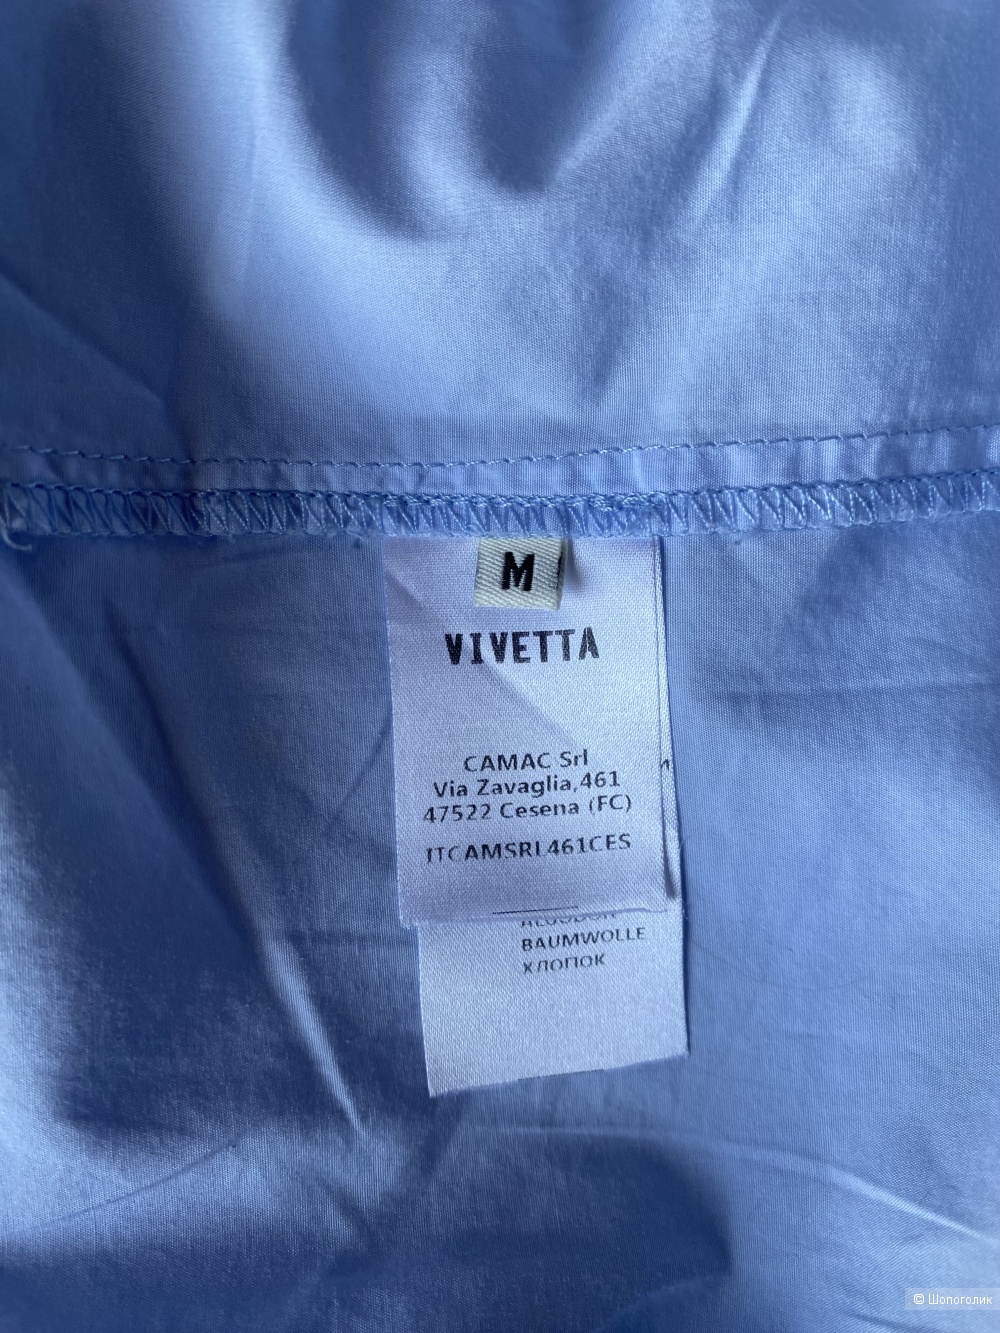 M
VIVETTA
CAMAC Srl
Via Zavaglia,461
47522 Cesena (FC)
ITCAMSRL461CES
BAUMWOLLE
ХЛОПОК
© Шопоголик